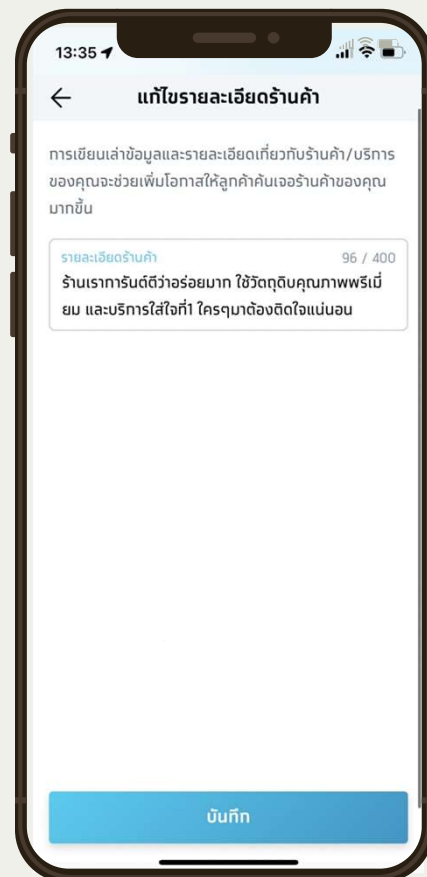 13:35
แก้ไขรายละเอียดร้านค้า
การเขียนเล่าข้อมูลและรายละเอียดเกี่ยวกับร้านค้า/บริการ
ของคุณจะช่วยเพิ่มโอกาสให้ลูกค้าค้นเจอร้านค้าของคุณ
มากขึ้น
รายละเอียดร้านค้า 96 / 400
ร้านเราการันต์ตีว่าอร่อยมาก ใช้วัตถุดิบคุณภาพพรีเมี่
ยม และบริการใส่ใจที่1 ใครๆมาต้องติดใจแน่นอน
บันทึก